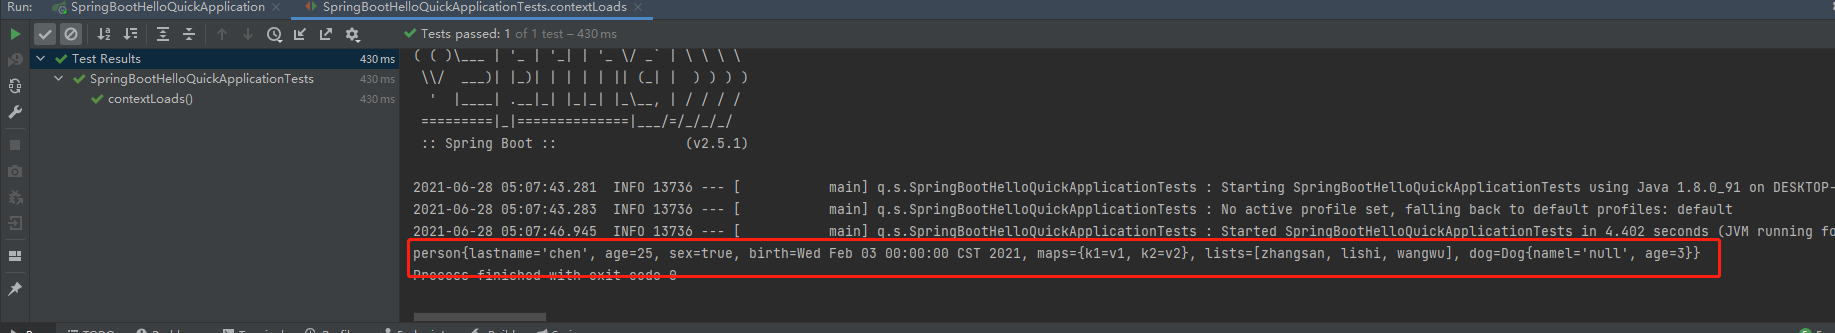 Run: SpringBootHelloQuickApplication SpringBootHelloQuickApplicationTests.contextLoads
Tests passed: 1 of 1 test – 430 ms
Test Results 430 ms
SpringBootHelloQuickApplicationTests 430 ms
contextLoads() 430 ms
( ( )\___ | '_ | '_| | '_ \/ _` | \ \ \ \
\\/  ___)| |_)| | | | | || (_| |  ) ) ) )
'  |____| .__|_| |_|_| |_\__, | / / / /
=========|_|==============|___/=/_/_/_/
:: Spring Boot :: (v2.5.1)
2021-06-28 05:07:43.281  INFO 13736 --- [           main] q.s.SpringBootHelloQuickApplicationTests : Starting SpringBootHelloQuickApplicationTests using Java 1.8.0_91 on DESKTOP-
2021-06-28 05:07:43.283  INFO 13736 --- [           main] q.s.SpringBootHelloQuickApplicationTests : No active profile set, falling back to default profiles: default
2021-06-28 05:07:46.945  INFO 13736 --- [           main] q.s.SpringBootHelloQuickApplicationTests : Started SpringBootHelloQuickApplicationTests in 4.402 seconds (JVM running fo
person{lastname='chen', age=25, sex=true, birth=Wed Feb 03 00:00:00 CST 2021, maps={k1=v1, k2=v2}, lists=[zhangsan, lishi, wangwu], dog=Dog{namel='null', age=3}}
Process finished with exit code 0